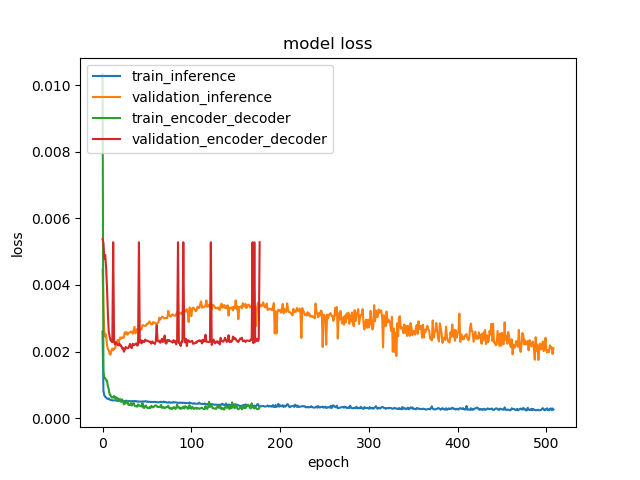 model loss
train_inference
validation_inference
train_encoder_decoder
validation_encoder_decoder
0.010
0.008
0.006
0.004
0.002
0.000
loss
0 100 200 300 400 500
epoch